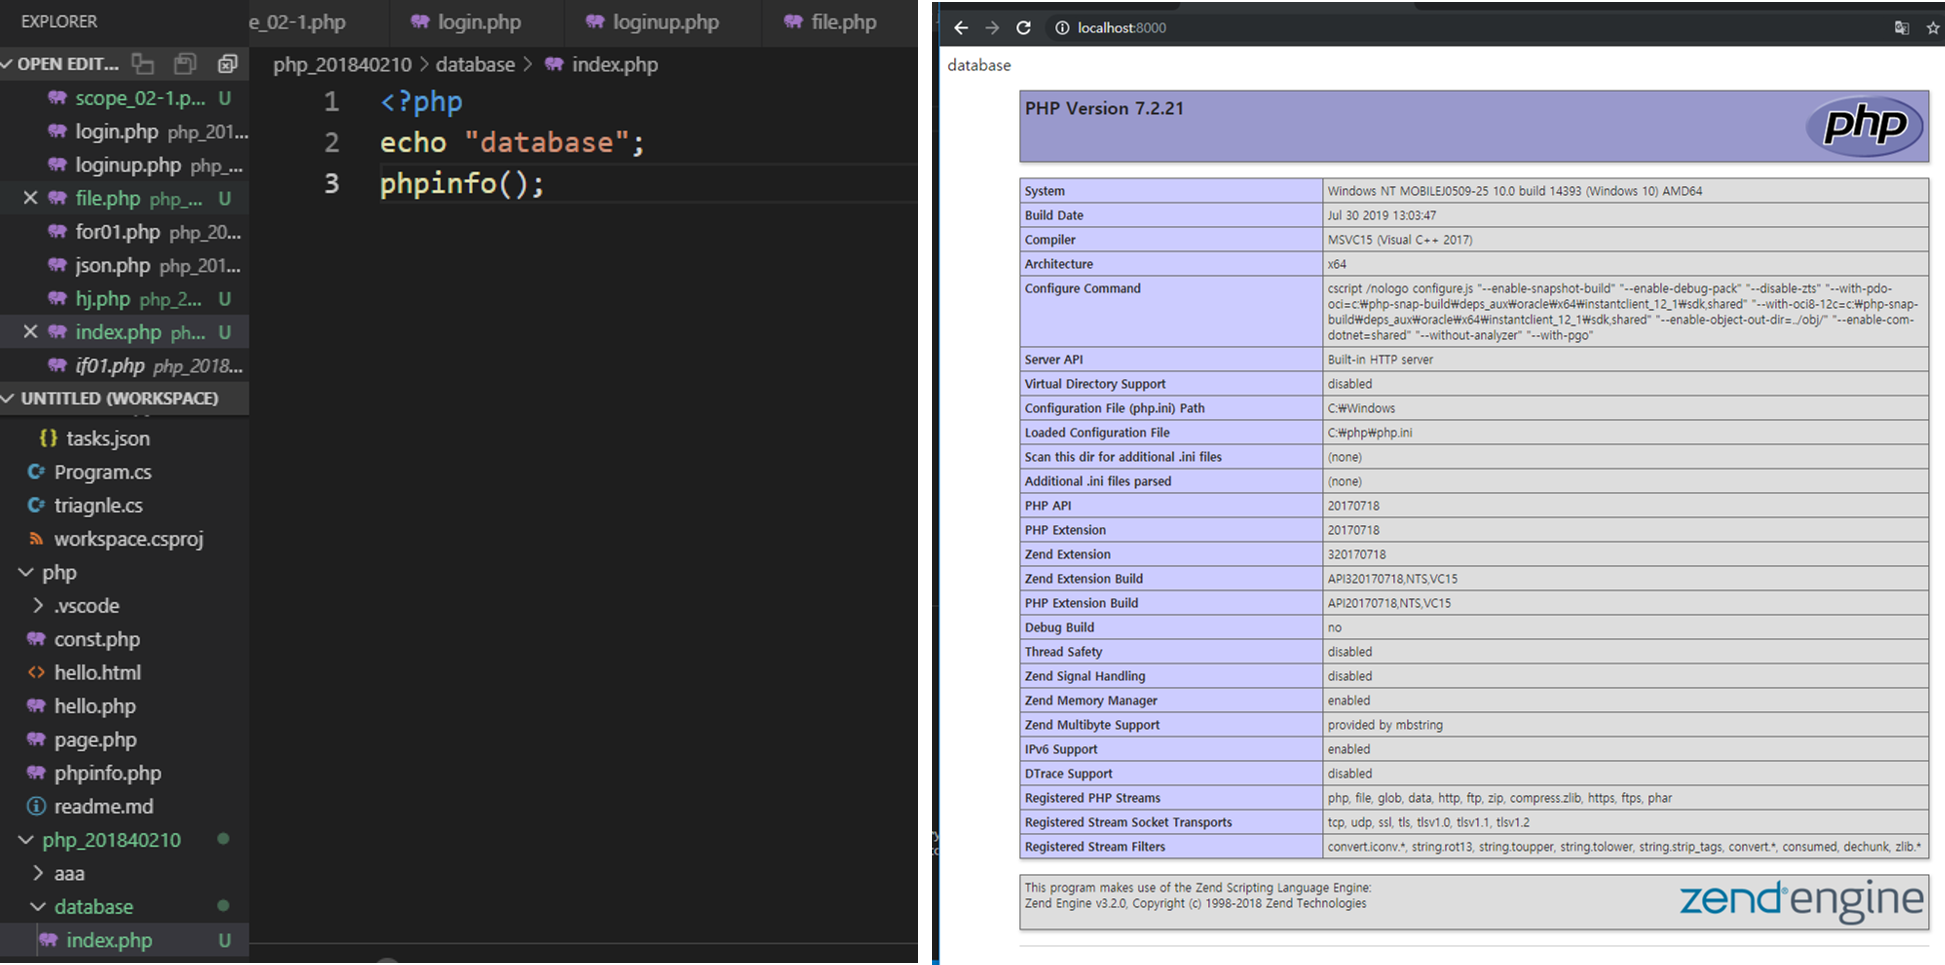 EXPLORER
OPEN EDIT...
scope_02-1.p... U
login.php php_201...
loginup.php php_...
file.php php_... U
for01.php php_20...
json.php php_201...
hj.php php_2... U
index.php ph... U
if01.php php_2018...
UNTITLED (WORKSPACE)
{} tasks.json
Program.cs
triagnle.cs
workspace.csproj
php
.vscode
const.php
hello.html
hello.php
page.php
phpinfo.php
readme.md
php_201840210
aaa
database
index.php U
e_02-1.php login.php loginup.php file.php
php_201840210 > database > index.php
1 <?php
2 echo "database";
3 phpinfo();
localhost:8000
database
PHP Version 7.2.21
php
System Windows NT MOBILEJ0509-25 10.0 build 14393 (Windows 10) AMD64
Build Date Jul 30 2019 13:03:47
Compiler MSVC15 (Visual C++ 2017)
Architecture x64
Configure Command cscript /nologo configure.js "--enable-snapshot-build" "--enable-debug-pack" "--disable-zts" "--with-pdo-
oci=c:₩php-snap-build₩deps_aux₩oracle₩x64₩instantclient_12_1₩sdk,shared" "--with-oci8-12c=c:₩php-snap-
build₩deps_aux₩oracle₩x64₩instantclient_12_1₩sdk,shared" "--enable-object-out-dir=../obj/" "--enable-com-
dotnet=shared" "--without-analyzer" "--with-pgo"
Server API Built-in HTTP server
Virtual Directory Support disabled
Configuration File (php.ini) Path C:₩Windows
Loaded Configuration File C:₩php₩php.ini
Scan this dir for additional .ini files (none)
Additional .ini files parsed (none)
PHP API 20170718
PHP Extension 20170718
Zend Extension 320170718
Zend Extension Build API320170718,NTS,VC15
PHP Extension Build API20170718,NTS,VC15
Debug Build no
Thread Safety disabled
Zend Signal Handling disabled
Zend Memory Manager enabled
Zend Multibyte Support provided by mbstring
IPv6 Support enabled
DTrace Support disabled
Registered PHP Streams php, file, glob, data, http, ftp, zip, compress.zlib, https, ftps, phar
Registered Stream Socket Transports tcp, udp, ssl, tls, tlsv1.0, tlsv1.1, tlsv1.2
Registered Stream Filters convert.iconv.*, string.rot13, string.toupper, string.tolower, string.strip_tags, convert.*, consumed, dechunk, zlib.*
This program makes use of the Zend Scripting Language Engine:
Zend Engine v3.2.0, Copyright (c) 1998-2018 Zend Technologies
zend engine